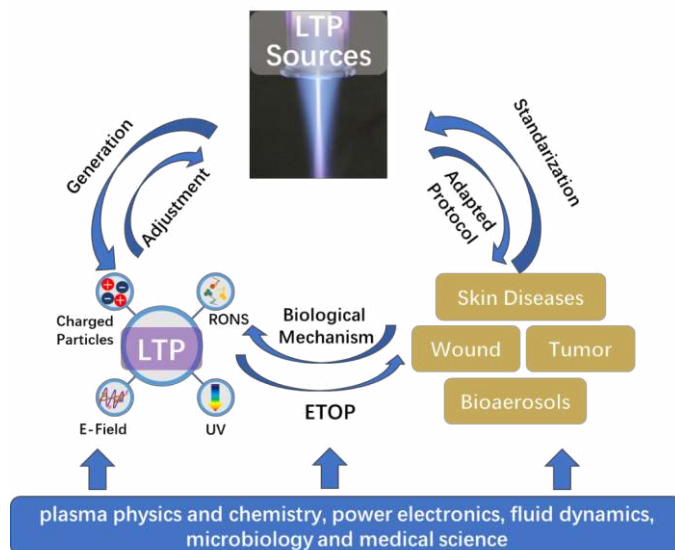 LTP
Sources
Generation
Adjustment
Standarization
Adapted
Protocol
Charged
Particles
RONS
LTP
E-Field
UV
Biological
Mechanism
ETOP
Skin Diseases
Wound
Tumor
Bioaerosols
plasma physics and chemistry, power electronics, fluid dynamics,
microbiology and medical science